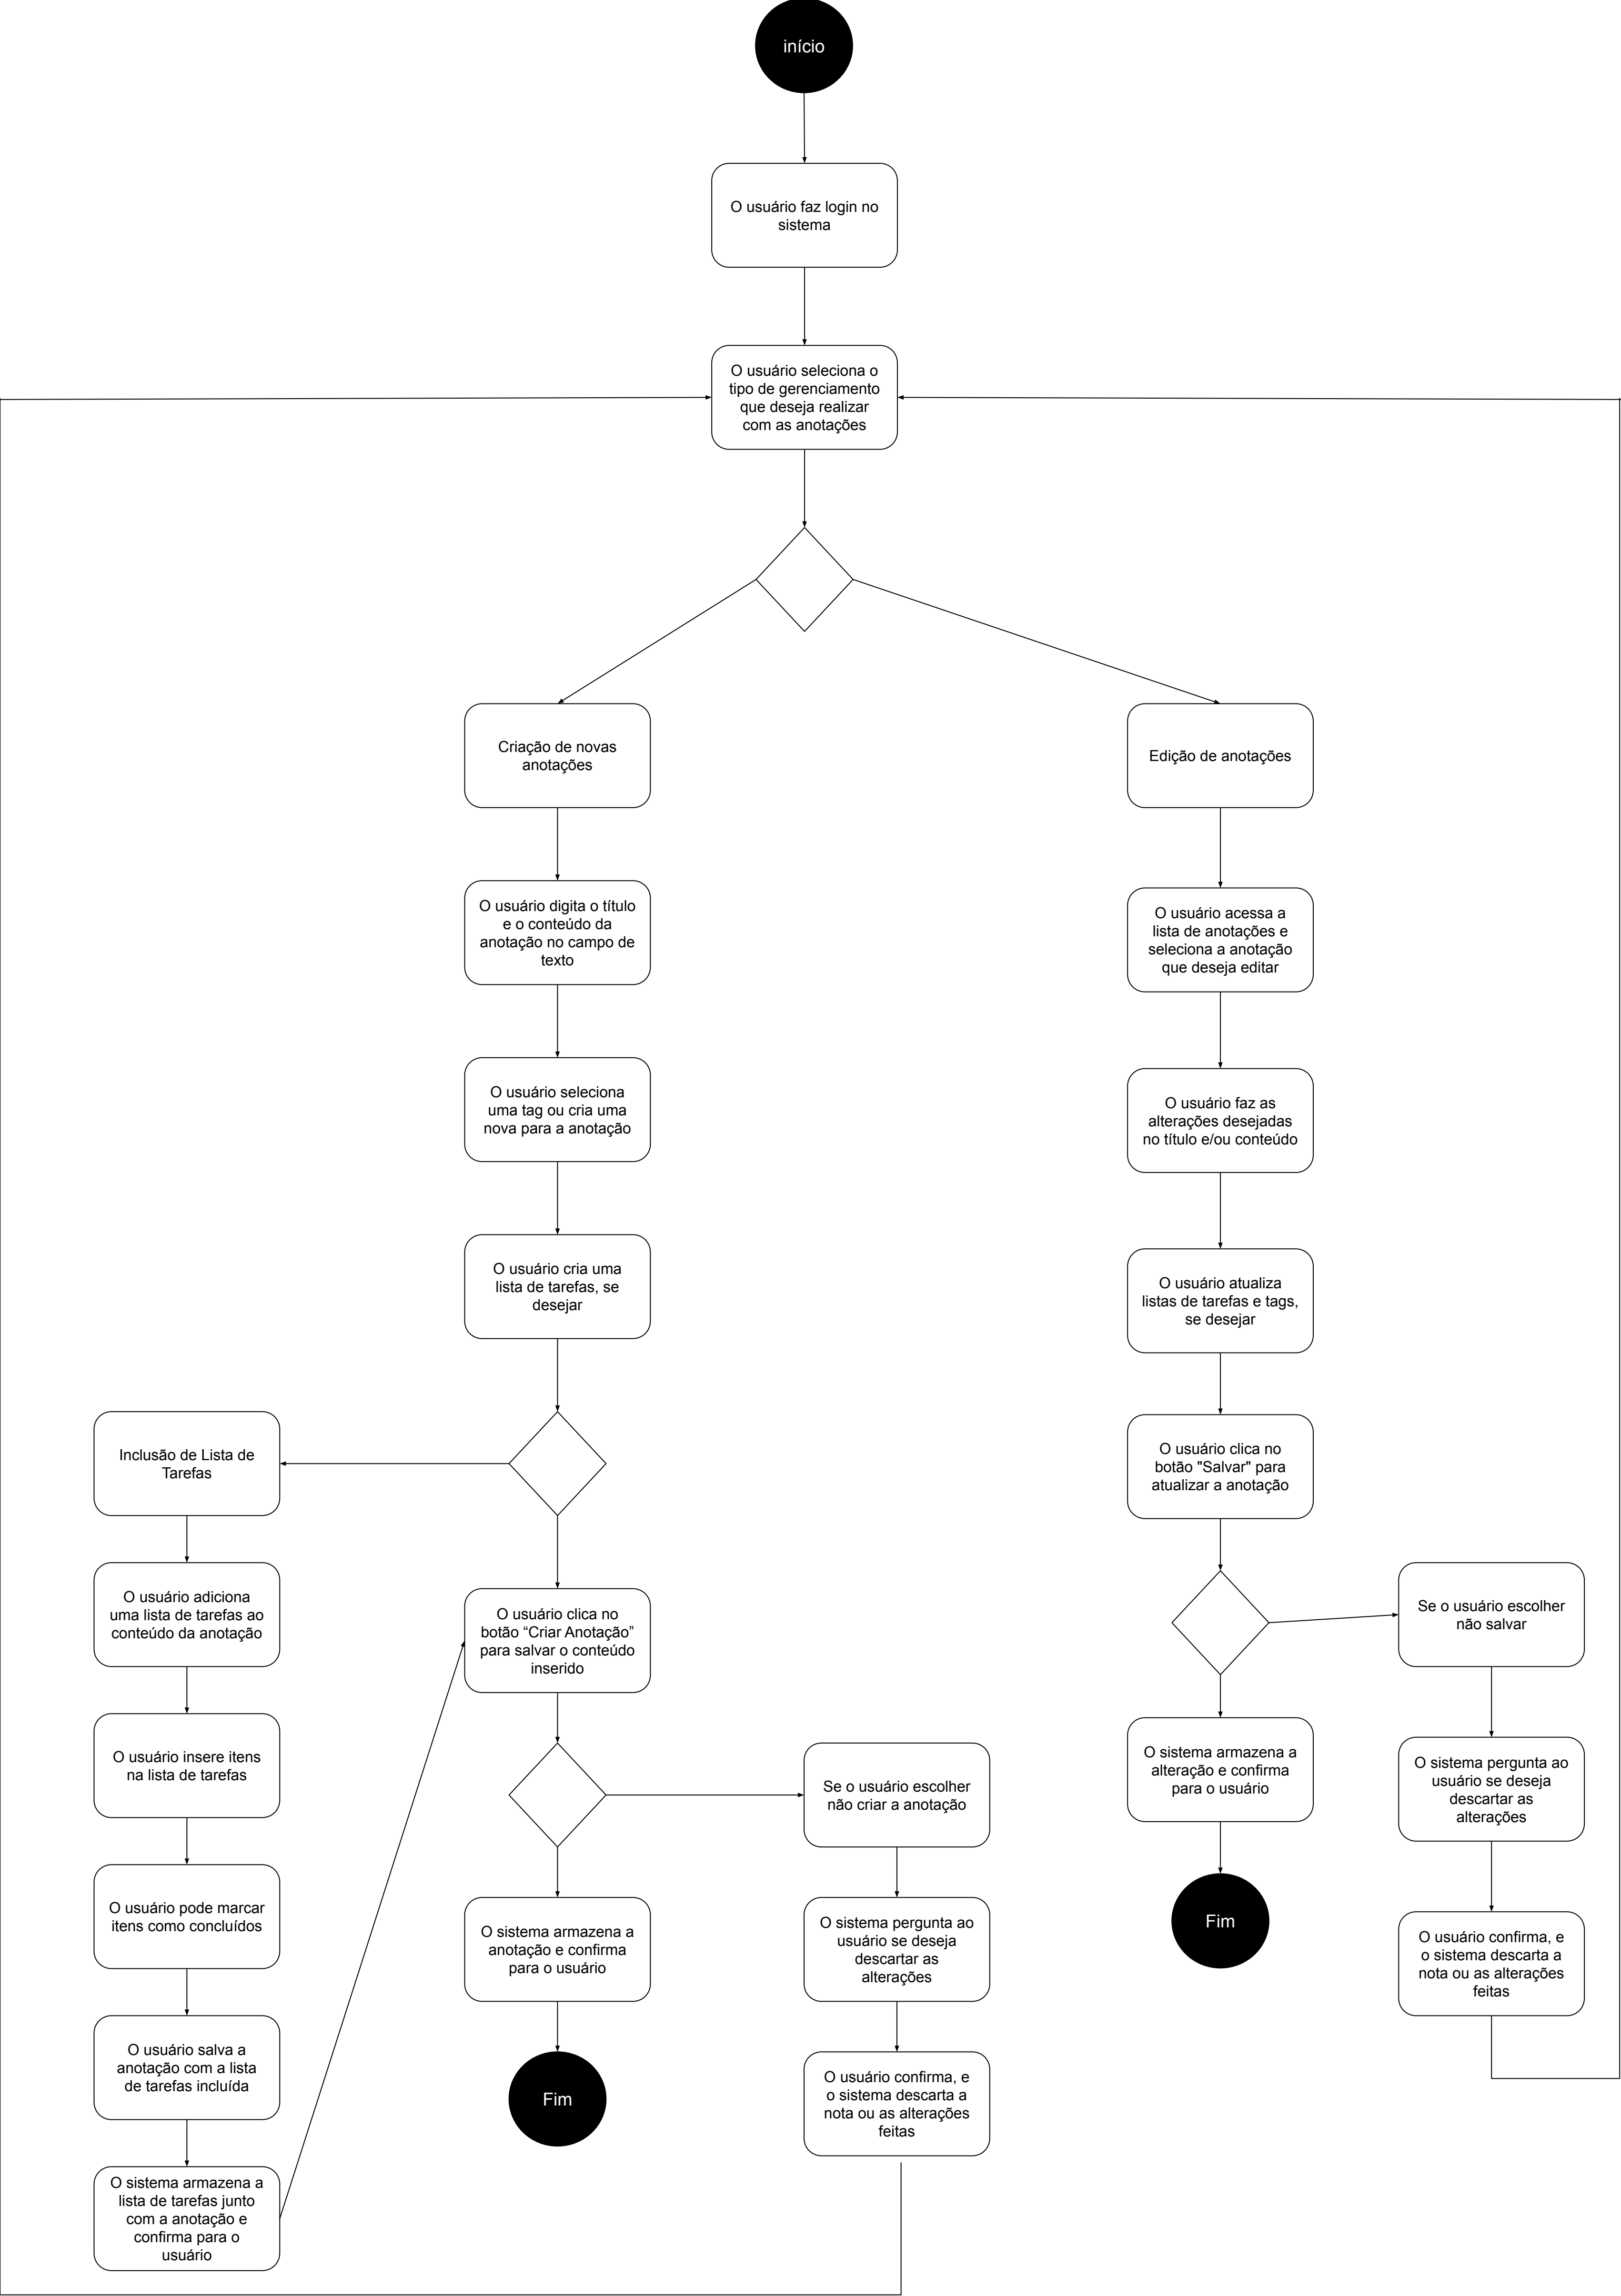 início
O usuário faz login no
sistema
O usuário seleciona o
tipo de gerenciamento
que deseja realizar
com as anotações
Criação de novas
anotações
O usuário digita o título
e o conteúdo da
anotação no campo de
texto
O usuário seleciona
uma tag ou cria uma
nova para a anotação
O usuário cria uma
lista de tarefas, se
desejar
Inclusão de Lista de
Tarefas
O usuário adiciona
uma lista de tarefas ao
conteúdo da anotação
O usuário insere itens
na lista de tarefas
O usuário pode marcar
itens como concluídos
O usuário salva a
anotação com a lista
de tarefas incluída
O sistema armazena a
lista de tarefas junto
com a anotação e
confirma para o
usuário
O usuário clica no
botão “Criar Anotação”
para salvar o conteúdo
inserido
O sistema armazena a
anotação e confirma
para o usuário
Fim
Se o usuário escolher
não criar a anotação
O sistema pergunta ao
usuário se deseja
descartar as
alterações
O usuário confirma, e
o sistema descarta a
nota ou as alterações
feitas
Edição de anotações
O usuário acessa a
lista de anotações e
seleciona a anotação
que deseja editar
O usuário faz as
alterações desejadas
no título e/ou conteúdo
O usuário atualiza
listas de tarefas e tags,
se desejar
O usuário clica no
botão "Salvar" para
atualizar a anotação
O sistema armazena a
alteração e confirma
para o usuário
Fim
Se o usuário escolher
não salvar
O sistema pergunta ao
usuário se deseja
descartar as
alterações
O usuário confirma, e
o sistema descarta a
nota ou as alterações
feitas